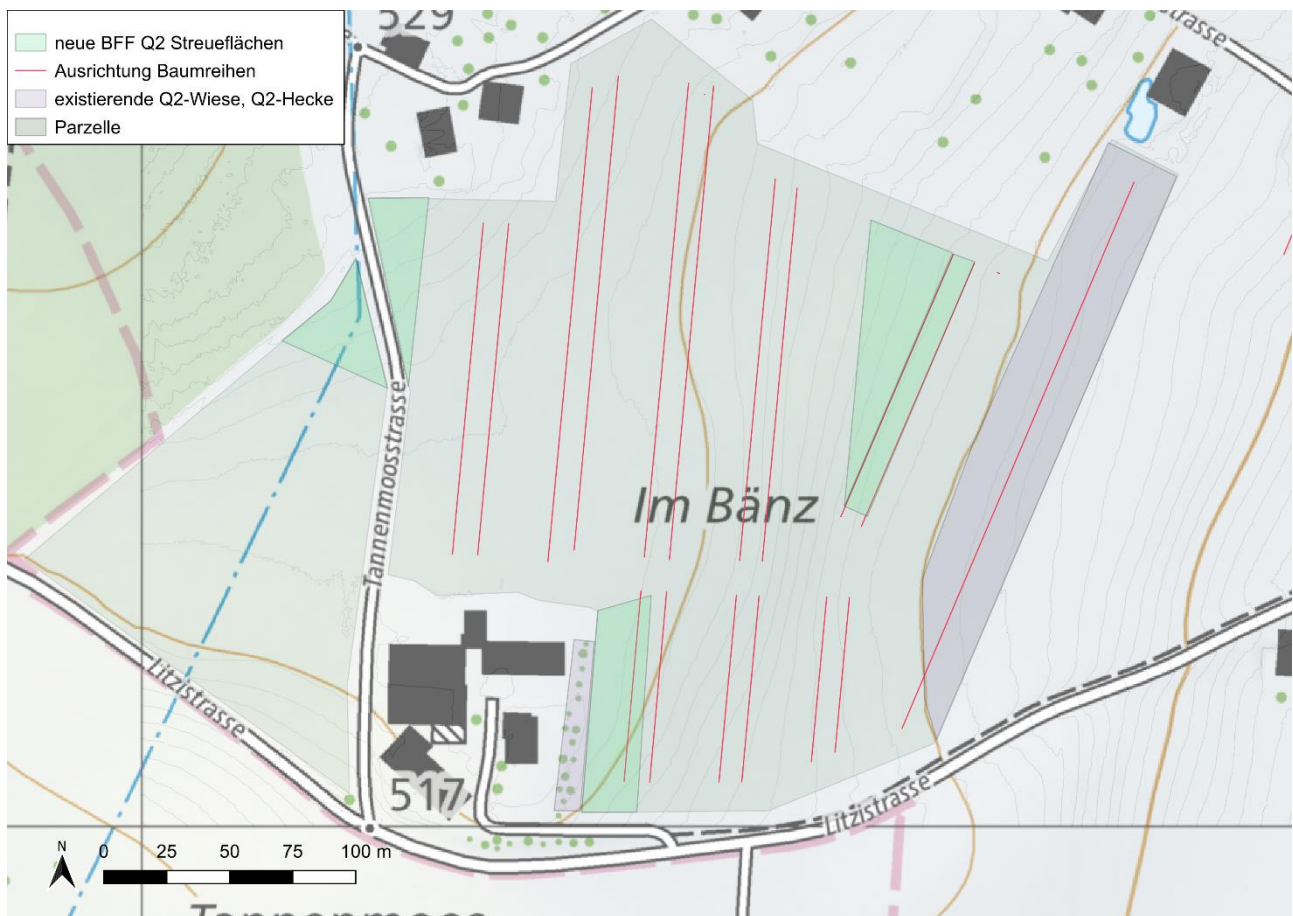 529
neue BFF Q2 Streueflächen
Ausrichtung Baumreihen
existierende Q2-Wiese, Q2-Hecke
Parzelle
Tannenmoosstrasse
Im Bänz
Tannenmoosstrasse
Litzistrasse
517
Litzistrasse
N
0 25 50 75 100 m